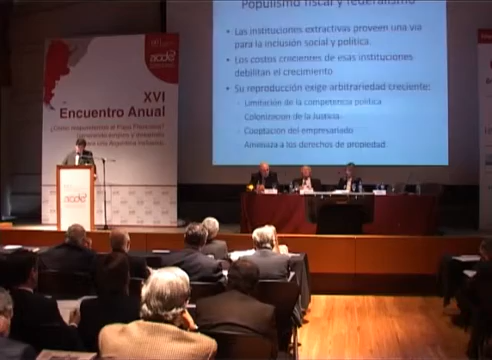 Populismo fiscal y federalismo
• Las instituciones extractivas proveen una vía
para la inclusión social y política.
• Los costos crecientes de esas instituciones
debilitan el crecimiento
• Su reproducción exige arbitrariedad creciente:
- Limitación de la competencia política
- Colonización de la Justicia.
- Cooptación del empresariado
- Amenaza a los derechos de propiedad.
acde
XVI
Encuentro Anual
acde